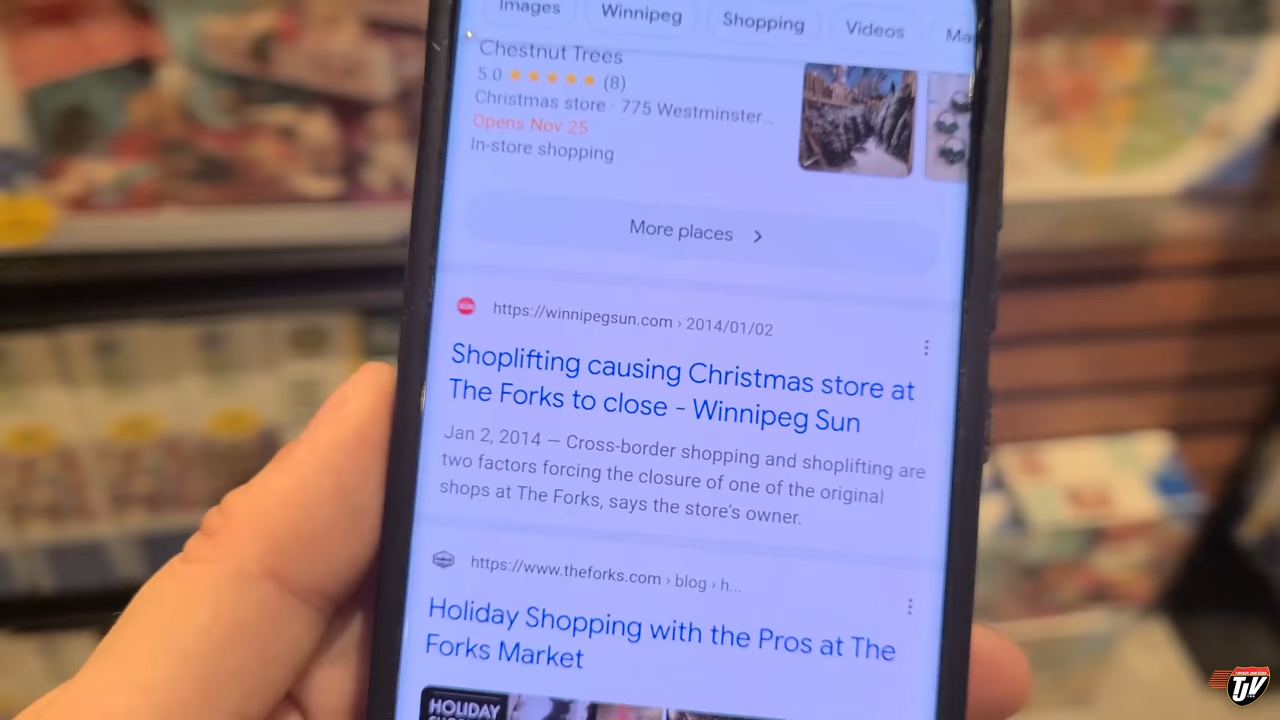 Images Winnipeg Shopping Videos Ma
Chestnut Trees
5.0 ★★★★★ (8)
Christmas store · 775 Westminster...
Opens Nov 25
In-store shopping
More places >
https://winnipegsun.com › 2014/01/02
Shoplifting causing Christmas store at
The Forks to close - Winnipeg Sun
Jan 2, 2014 — Cross-border shopping and shoplifting are
two factors forcing the closure of one of the original
shops at The Forks, says the store's owner.
https://www.theforks.com › blog › h...
Holiday Shopping with the Pros at The
Forks Market
HOLIDAY
TJV